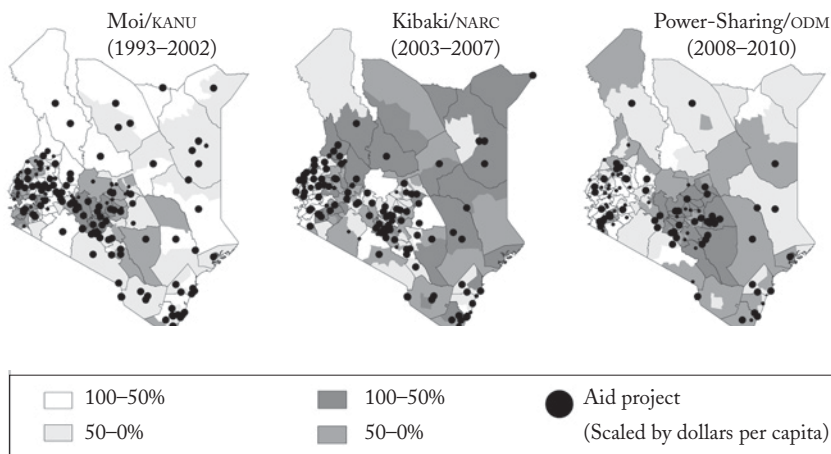 Moi/KANU
(1993–2002)
Kibaki/NARC
(2003–2007)
Power-Sharing/ODM
(2008–2010)
100–50%
100–50%
Aid project
50–0%
50–0%
(Scaled by dollars per capita)